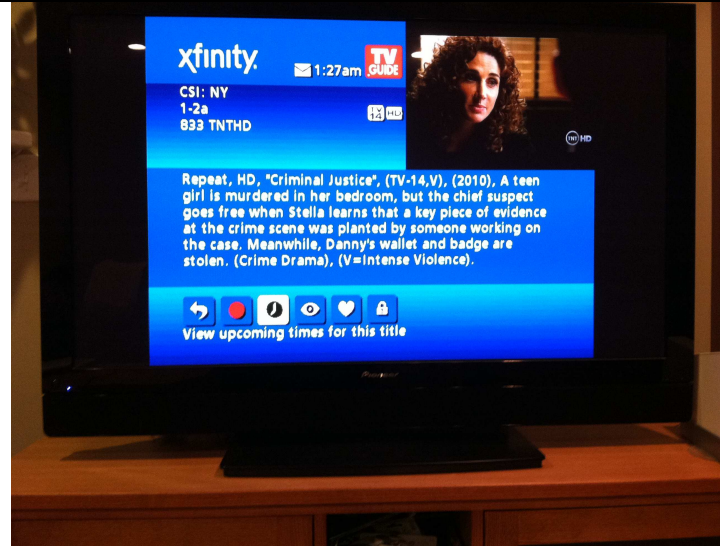 xfinity.
1:27am
TV
GUIDE
CSI: NY
1-2a
833 TNTHD
TV
14
HD
TNT HD
Repeat, HD, "Criminal Justice", (TV-14,V), (2010), A teen
girl is murdered in her bedroom, but the chief suspect
goes free when Stella learns that a key piece of evidence
at the crime scene was planted by someone working on
the case. Meanwhile, Danny's wallet and badge are
stolen. (Crime Drama), (V=Intense Violence).
View upcoming times for this title
Pioneer